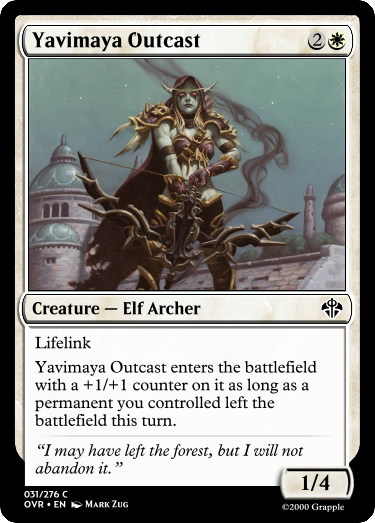 Yavimaya Outcast 2
Creature — Elf Archer
Lifelink
Yavimaya Outcast enters the battlefield
with a +1/+1 counter on it as long as a
permanent you controlled left the
battlefield this turn.
“I may have left the forest, but I will not
abandon it.”
1/4
031/276 C
OVR • EN Mark Zug
©2000 Grapple